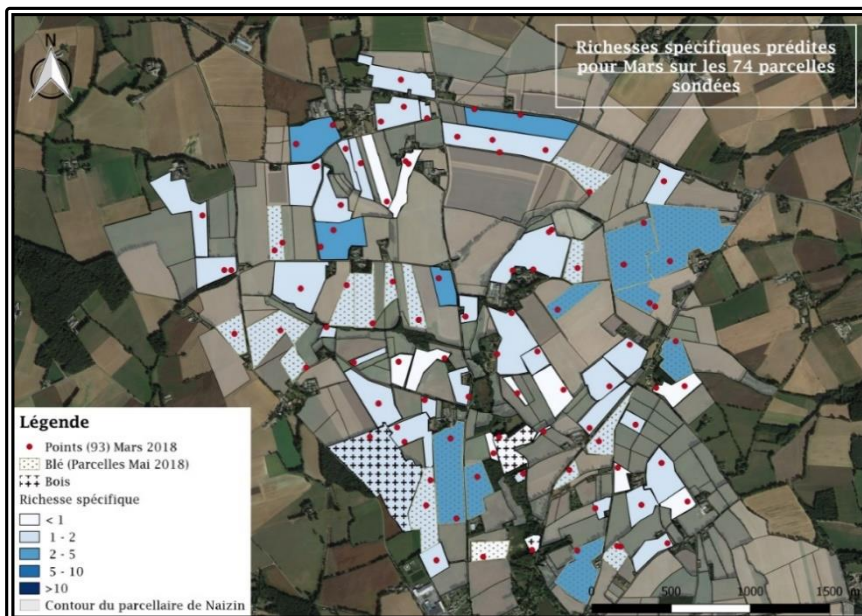 N
Richesses spécifiques prédites
pour Mars sur les 74 parcelles
sondées
Légende
Points (93) Mars 2018
Blé (Parcelles Mai 2018)
Bois
Richesse spécifique
< 1
1 - 2
2 - 5
5 - 10
>10
Contour du parcellaire de Naizin
0 500 1000 1500 m